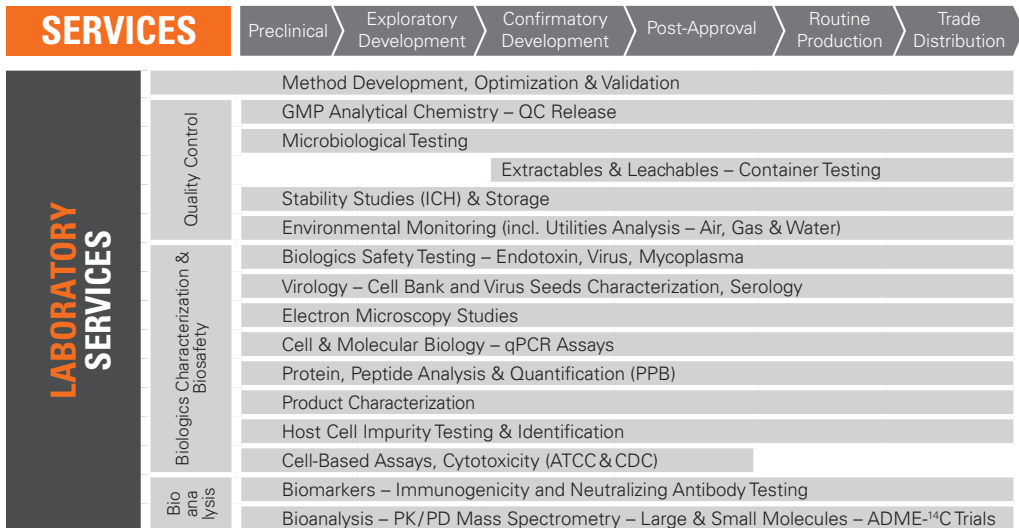 SERVICES
Preclinical
Exploratory
Development
Confirmatory
Development
Post-Approval
Routine
Production
Trade
Distribution
LABORATORY
SERVICES
Method Development, Optimization & Validation
Quality Control
GMP Analytical Chemistry – QC Release
Microbiological Testing
Extractables & Leachables – Container Testing
Stability Studies (ICH) & Storage
Environmental Monitoring (incl. Utilities Analysis – Air, Gas & Water)
Biologics Characterization &
Biosafety
Biologics Safety Testing – Endotoxin, Virus, Mycoplasma
Virology – Cell Bank and Virus Seeds Characterization, Serology
Electron Microscopy Studies
Cell & Molecular Biology – qPCR Assays
Protein, Peptide Analysis & Quantification (PPB)
Product Characterization
Host Cell Impurity Testing & Identification
Cell-Based Assays, Cytotoxicity (ATCC & CDC)
Bio
ana
lysis
Biomarkers – Immunogenicity and Neutralizing Antibody Testing
Bioanalysis – PK/PD Mass Spectrometry – Large & Small Molecules – ADME-¹⁴C Trials